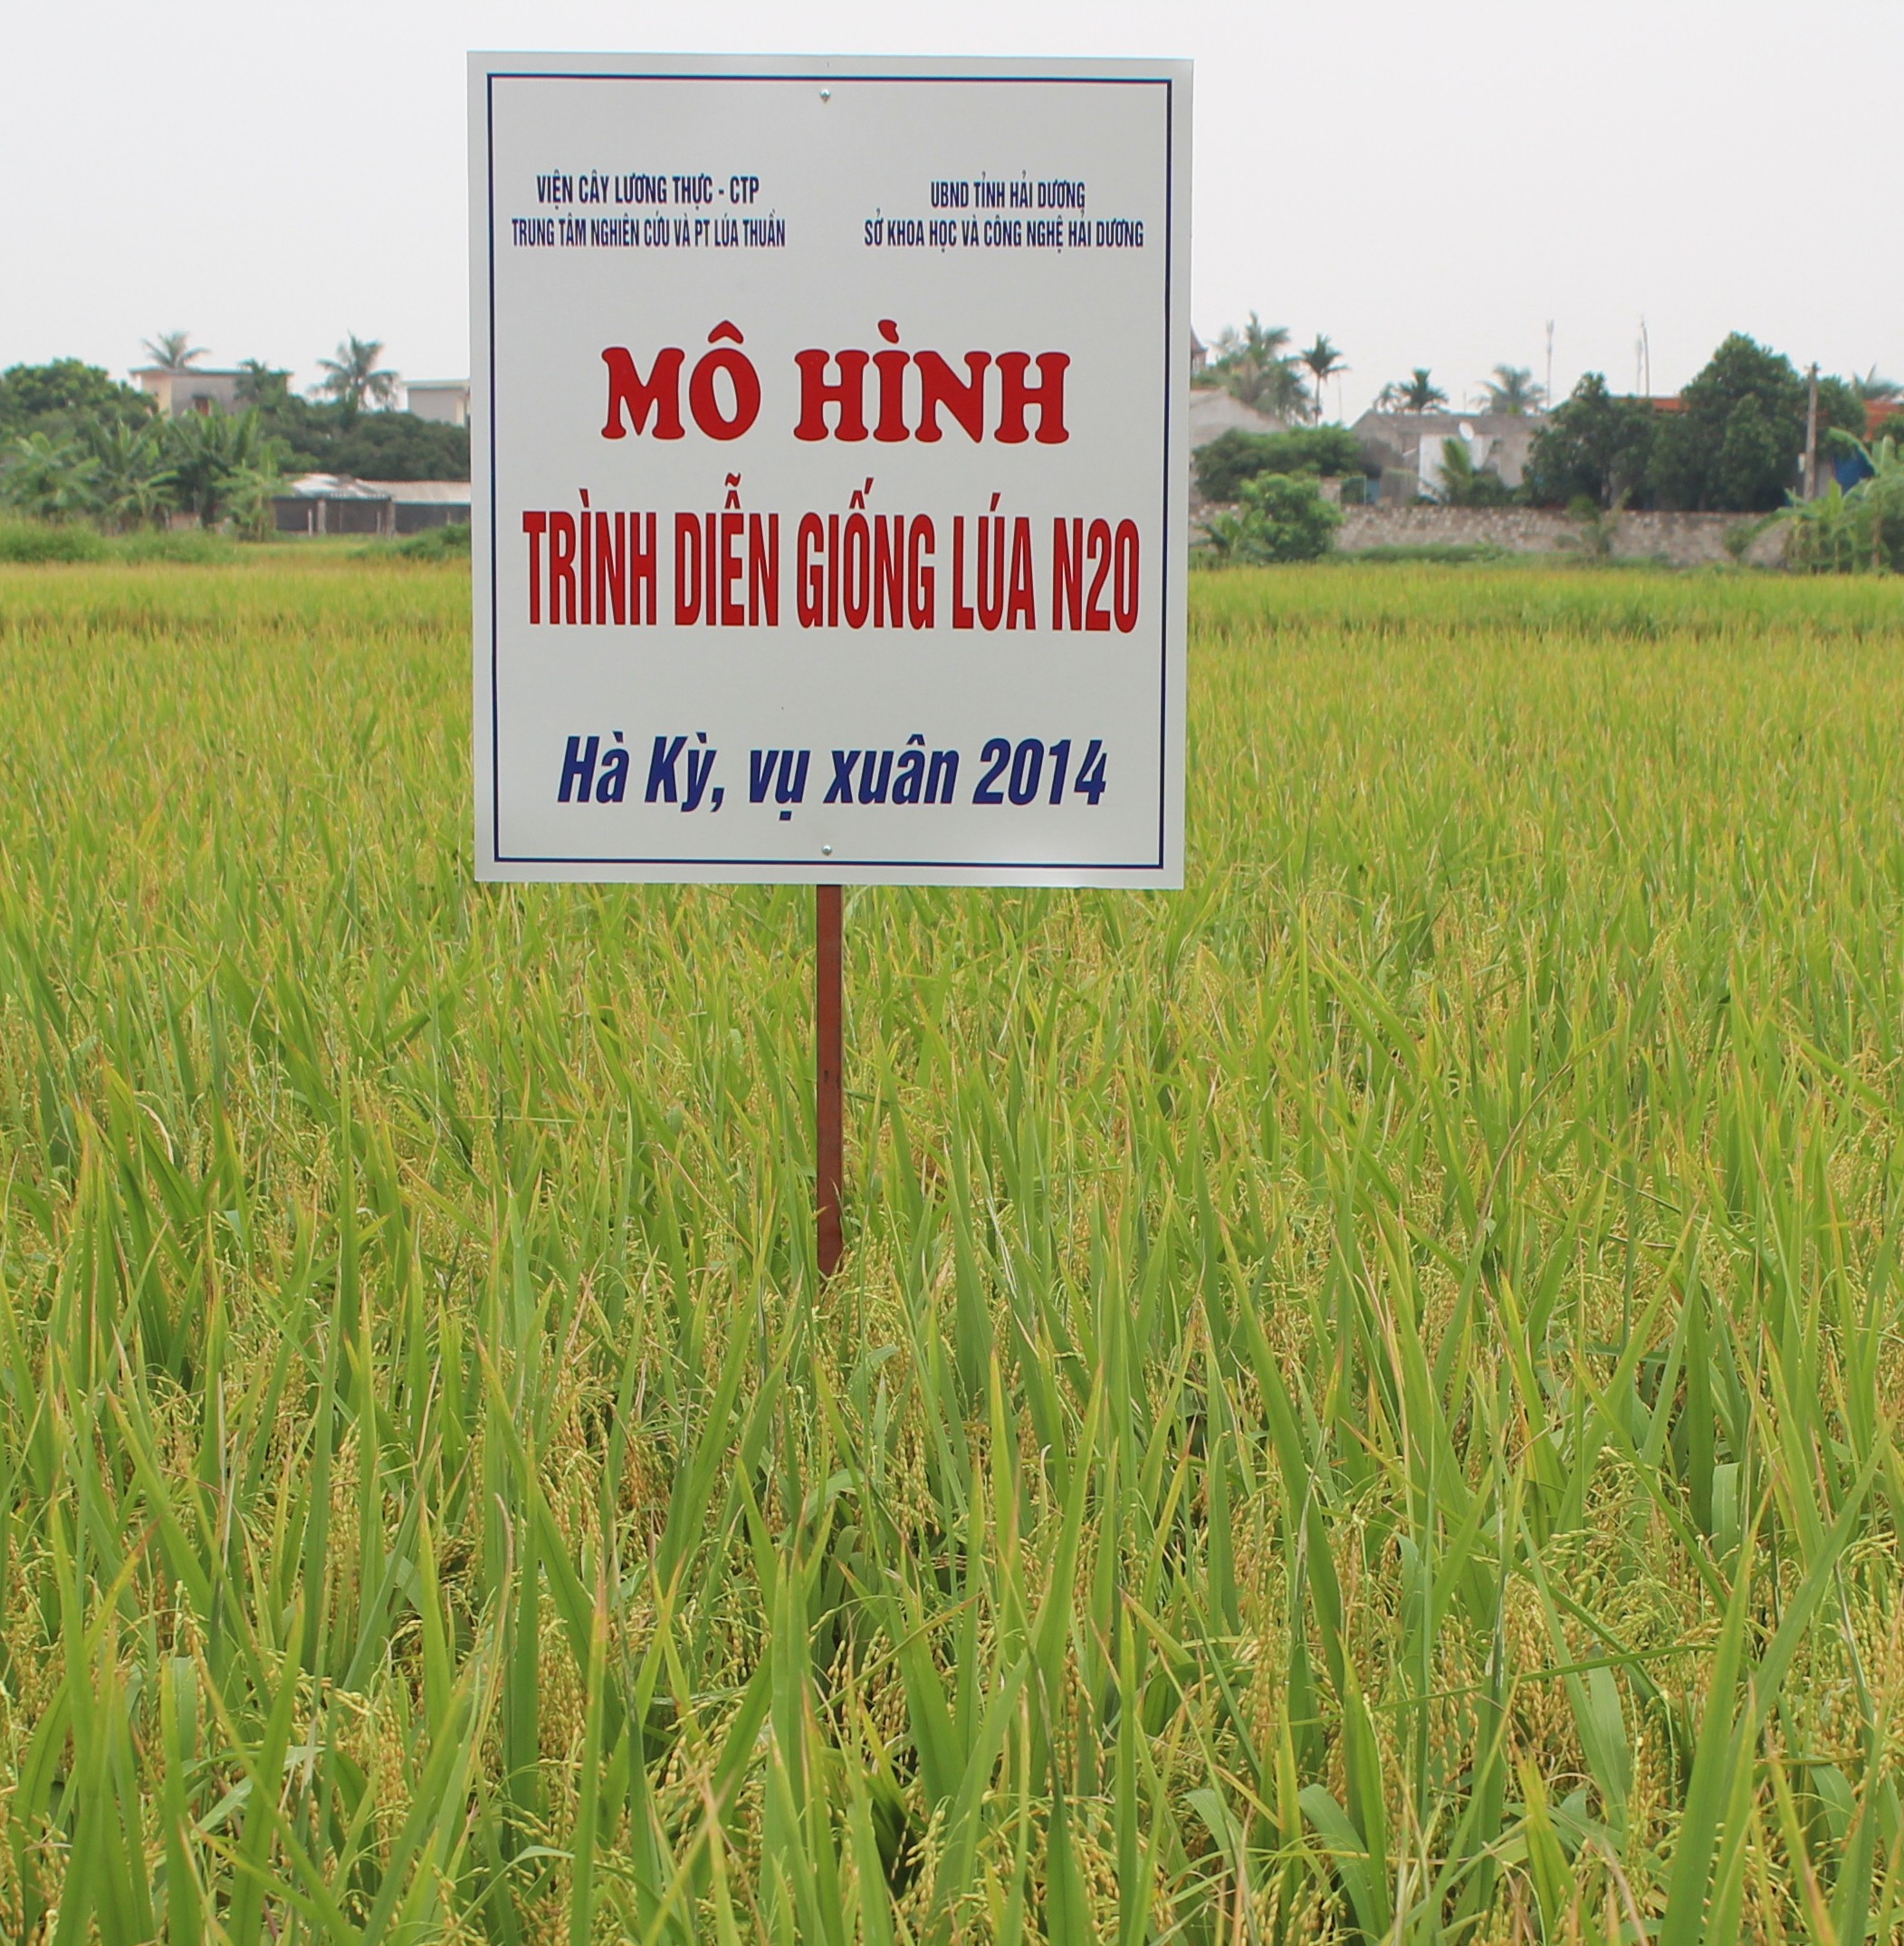 VIỆN CÂY LƯƠNG THỰC - CTP
TRUNG TÂM NGHIÊN CỨU VÀ PT LÚA THUẦN
UBND TỈNH HẢI DƯƠNG
SỞ KHOA HỌC VÀ CÔNG NGHỆ HẢI DƯƠNG
MÔ HÌNH
TRÌNH DIỄN GIỐNG LÚA N20
Hà Kỳ, vụ xuân 2014